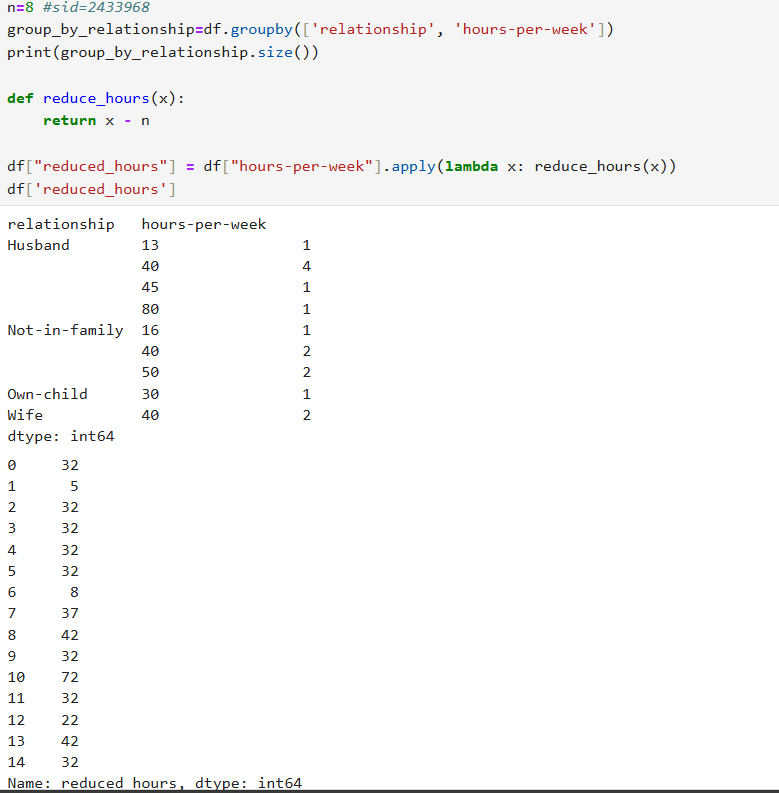 n=8 #sid=2433968
group_by_relationship=df.groupby(['relationship', 'hours-per-week'])
print(group_by_relationship.size())
def reduce_hours(x):
    return x - n
df["reduced_hours"] = df["hours-per-week"].apply(lambda x: reduce_hours(x))
df['reduced_hours']
relationship   hours-per-week
Husband        13                1
               40                4
               45                1
               80                1
Not-in-family  16                1
               40                2
               50                2
Own-child      30                1
Wife           40                2
dtype: int64
0     32
1      5
2     32
3     32
4     32
5     32
6      8
7     37
8     42
9     32
10    72
11    32
12    22
13    42
14    32
Name: reduced_hours, dtype: int64